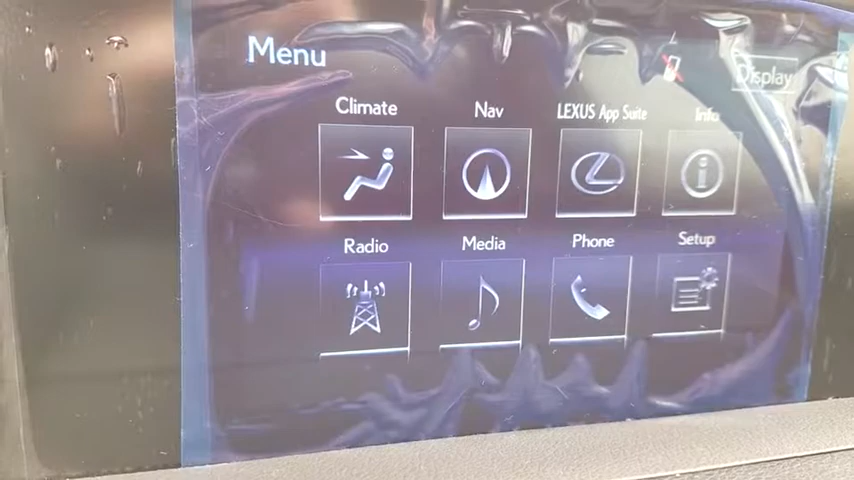 Menu
Display
Climate Nav LEXUS App Suite Info
Radio Media Phone Setup